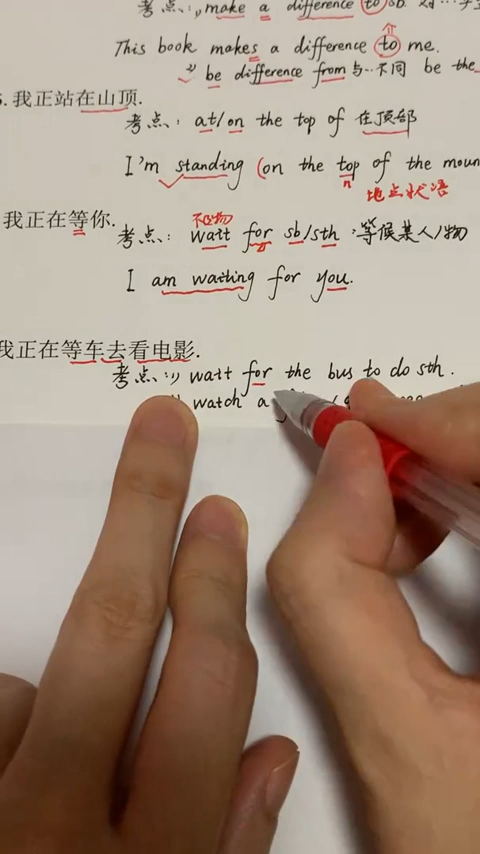 考点: 1) make a difference to sb. 对…
This book makes a difference to me.
2) be difference from 与…不同 be the
5. 我正站在山顶.
考点: at/on the top of 在顶部
I'm standing (on the top of the moun
n
地点状语
我正在等你.
不及物
考点: wait for sb/sth :等候某人/物
I am waiting for you.
我正在等车去看电影.
考点: 1) wait for the bus to do sth.
watch a